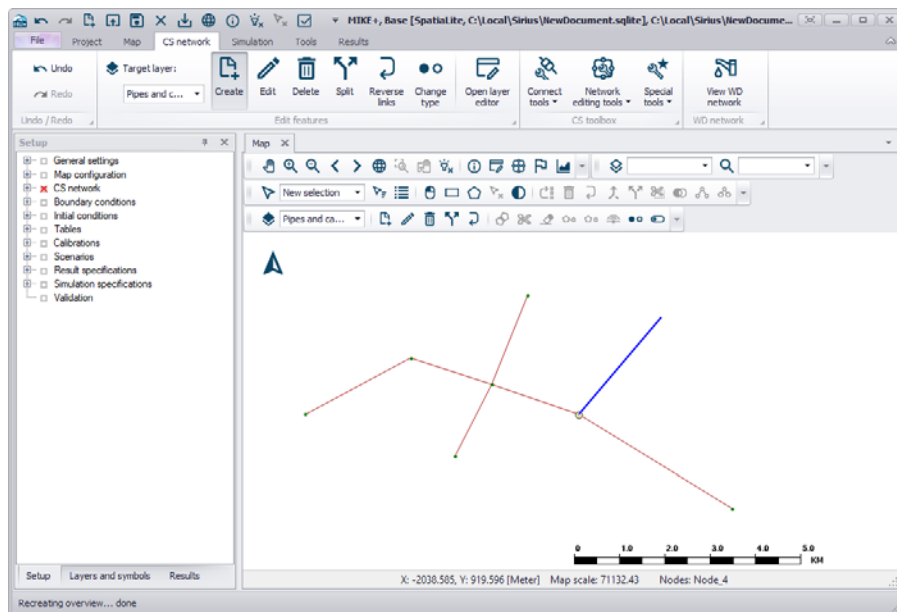 MIKE+, Base [SpatiaLite, C:\Local\Sirius\NewDocument.sqlite], C:\Local\Sirius\NewDocume...
File Project Map CS network Simulation Tools Results
Undo Target layer:
Redo Pipes and c... Create Edit Delete Split Reverse links Change type Open layer editor Connect tools Network editing tools Special tools View WD network
Undo / Redo Edit features CS toolbox WD network
Setup
General settings
Map configuration
CS network
Boundary conditions
Initial conditions
Tables
Calibrations
Scenarios
Result specifications
Simulation specifications
Validation
Map
New selection
Pipes and ca...
0 1.0 2.0 3.0 4.0 5.0
KM
Setup Layers and symbols Results
X: -2038.585, Y: 919.596 [Meter] Map scale: 71132.43 Nodes: Node_4
Recreating overview... done